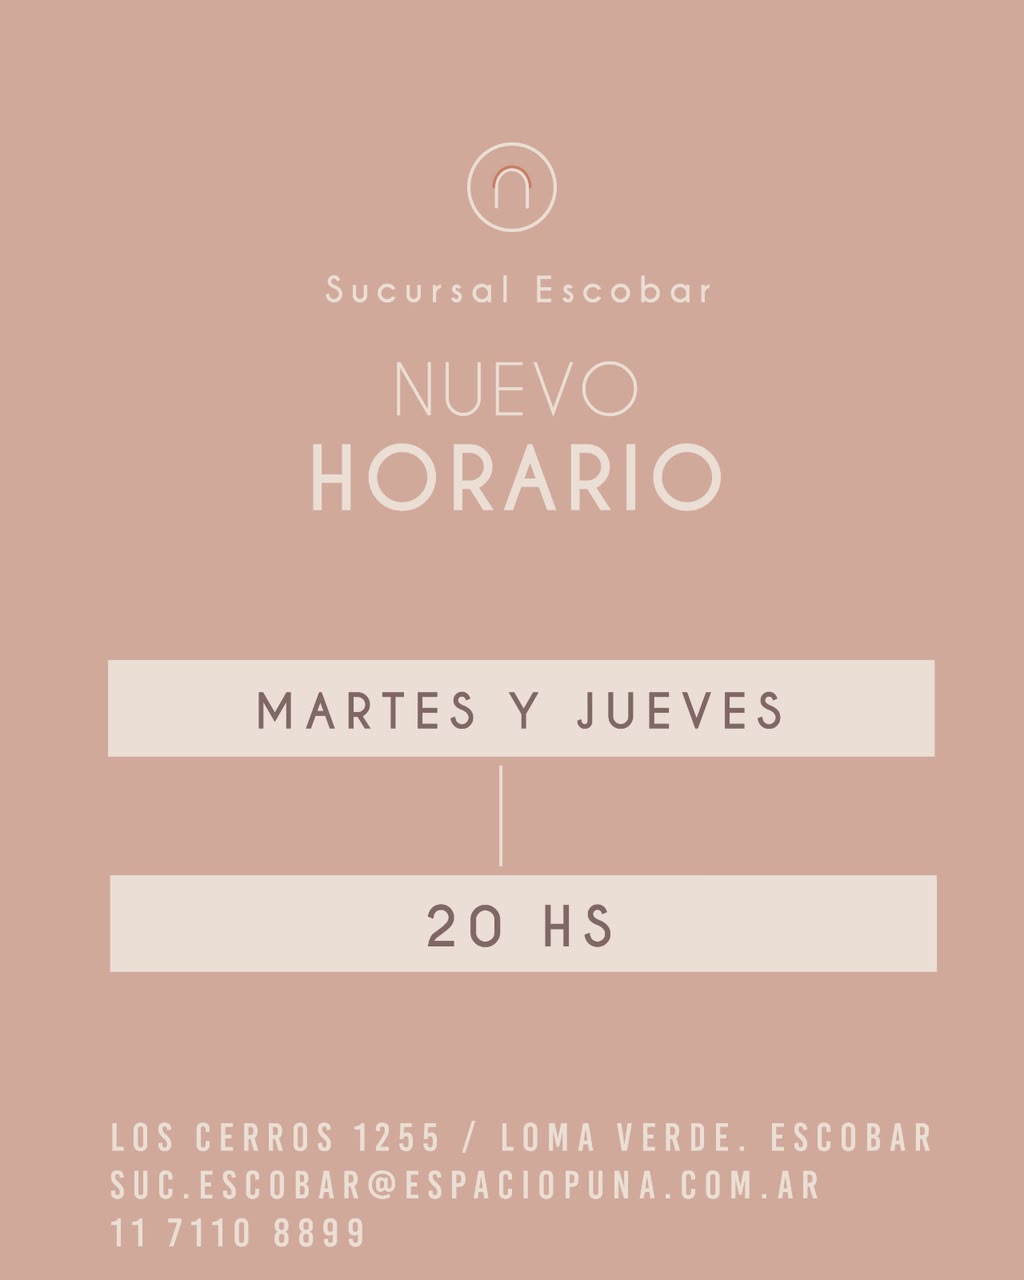 Sucursal Escobar
NUEVO
HORARIO
MARTES Y JUEVES
20 HS
LOS CERROS 1255 / LOMA VERDE. ESCOBAR
SUC.ESCOBAR@ESPACIOPUNA.COM.AR
11 7110 8899